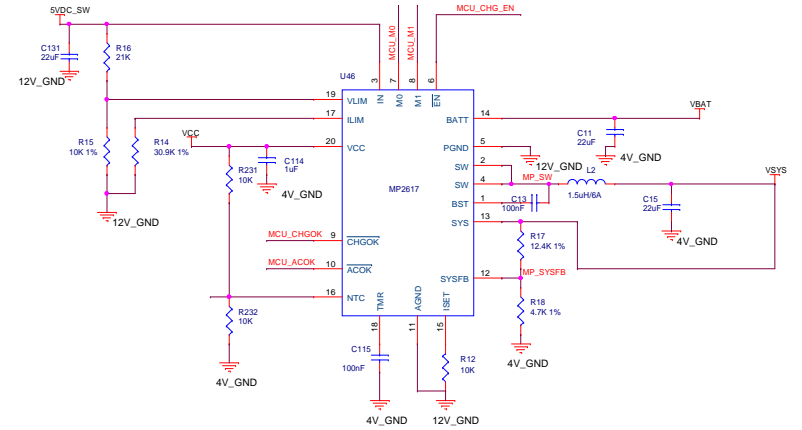 5VDC_SW
MCU_M0
MCU_M1
MCU_CHG_EN
C131
22uF
R16
21K
12V_GND
U46
3
7
8
6
IN
M0
M1
EN
19
VLIM
BATT
14
VBAT
17
ILIM
C11
22uF
R15
10K 1%
R14
30.9K 1%
VCC
20
VCC
PGND
5
12V_GND
4V_GND
C114
1uF
SW
2
MP_SW
L2
VSYS
R231
10K
4V_GND
MP2617
SW
4
1.5uH/6A
BST
1
C13
100nF
C15
22uF
12V_GND
SYS
13
4V_GND
MCU_CHGOK
9
CHGOK
R17
12.4K 1%
MCU_ACOK
10
ACOK
SYSFB
12
MP_SYSFB
16
NTC
TMR
AGND
ISET
R18
4.7K 1%
R232
10K
18
11
15
C115
100nF
R12
10K
4V_GND
4V_GND
4V_GND
12V_GND